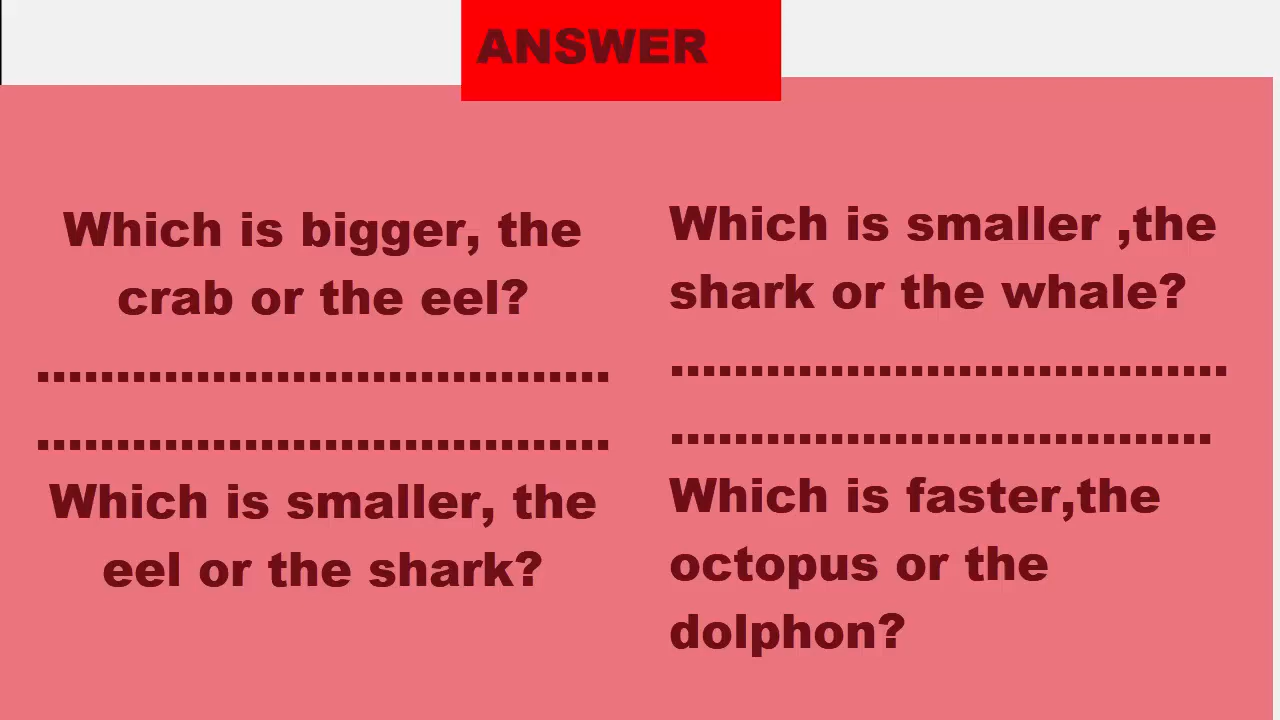 ANSWER
Which is bigger, the
crab or the eel?
....................................
....................................
Which is smaller, the
eel or the shark?
Which is smaller ,the
shark or the whale?
...................................
..................................
Which is faster,the
octopus or the
dolphon?